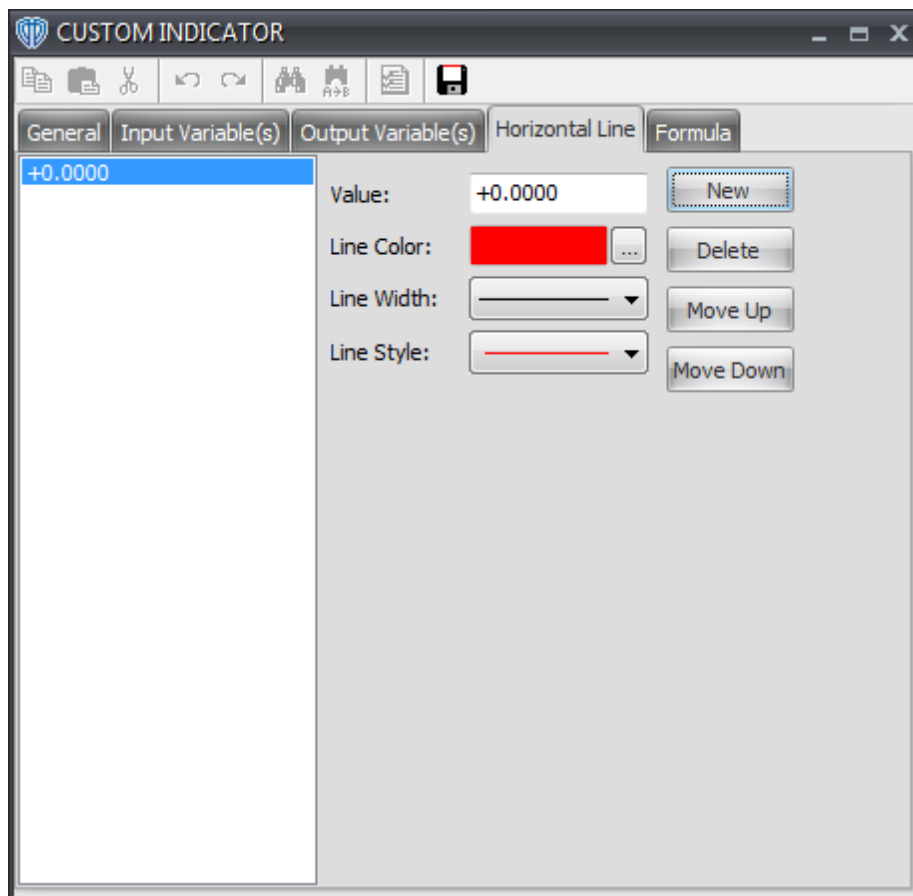 CUSTOM INDICATOR
A→B
General Input Variable(s) Output Variable(s) Horizontal Line Formula
+0.0000
Value: +0.0000 New
Line Color: ... Delete
Line Width: Move Up
Line Style: Move Down